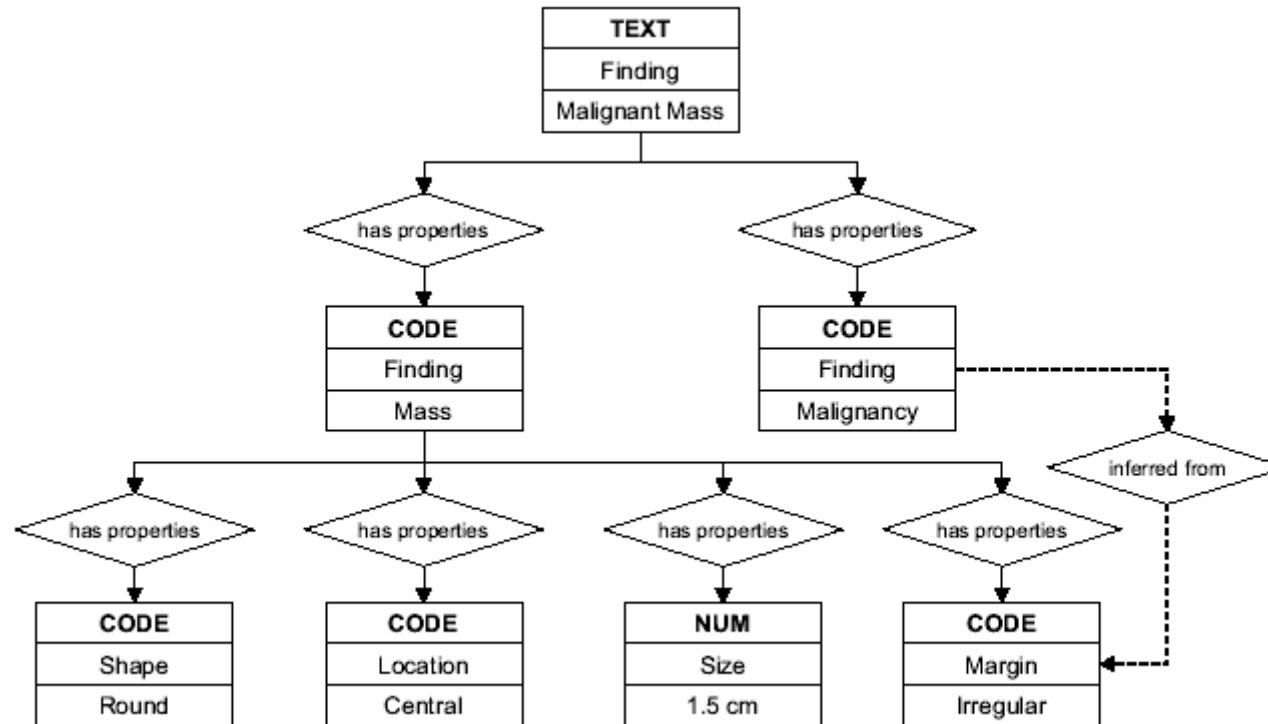 TEXT
Finding
Malignant Mass
has properties
has properties
CODE
Finding
Mass
CODE
Finding
Malignancy
inferred from
has properties
has properties
has properties
has properties
CODE
Shape
Round
CODE
Location
Central
NUM
Size
1.5 cm
CODE
Margin
Irregular